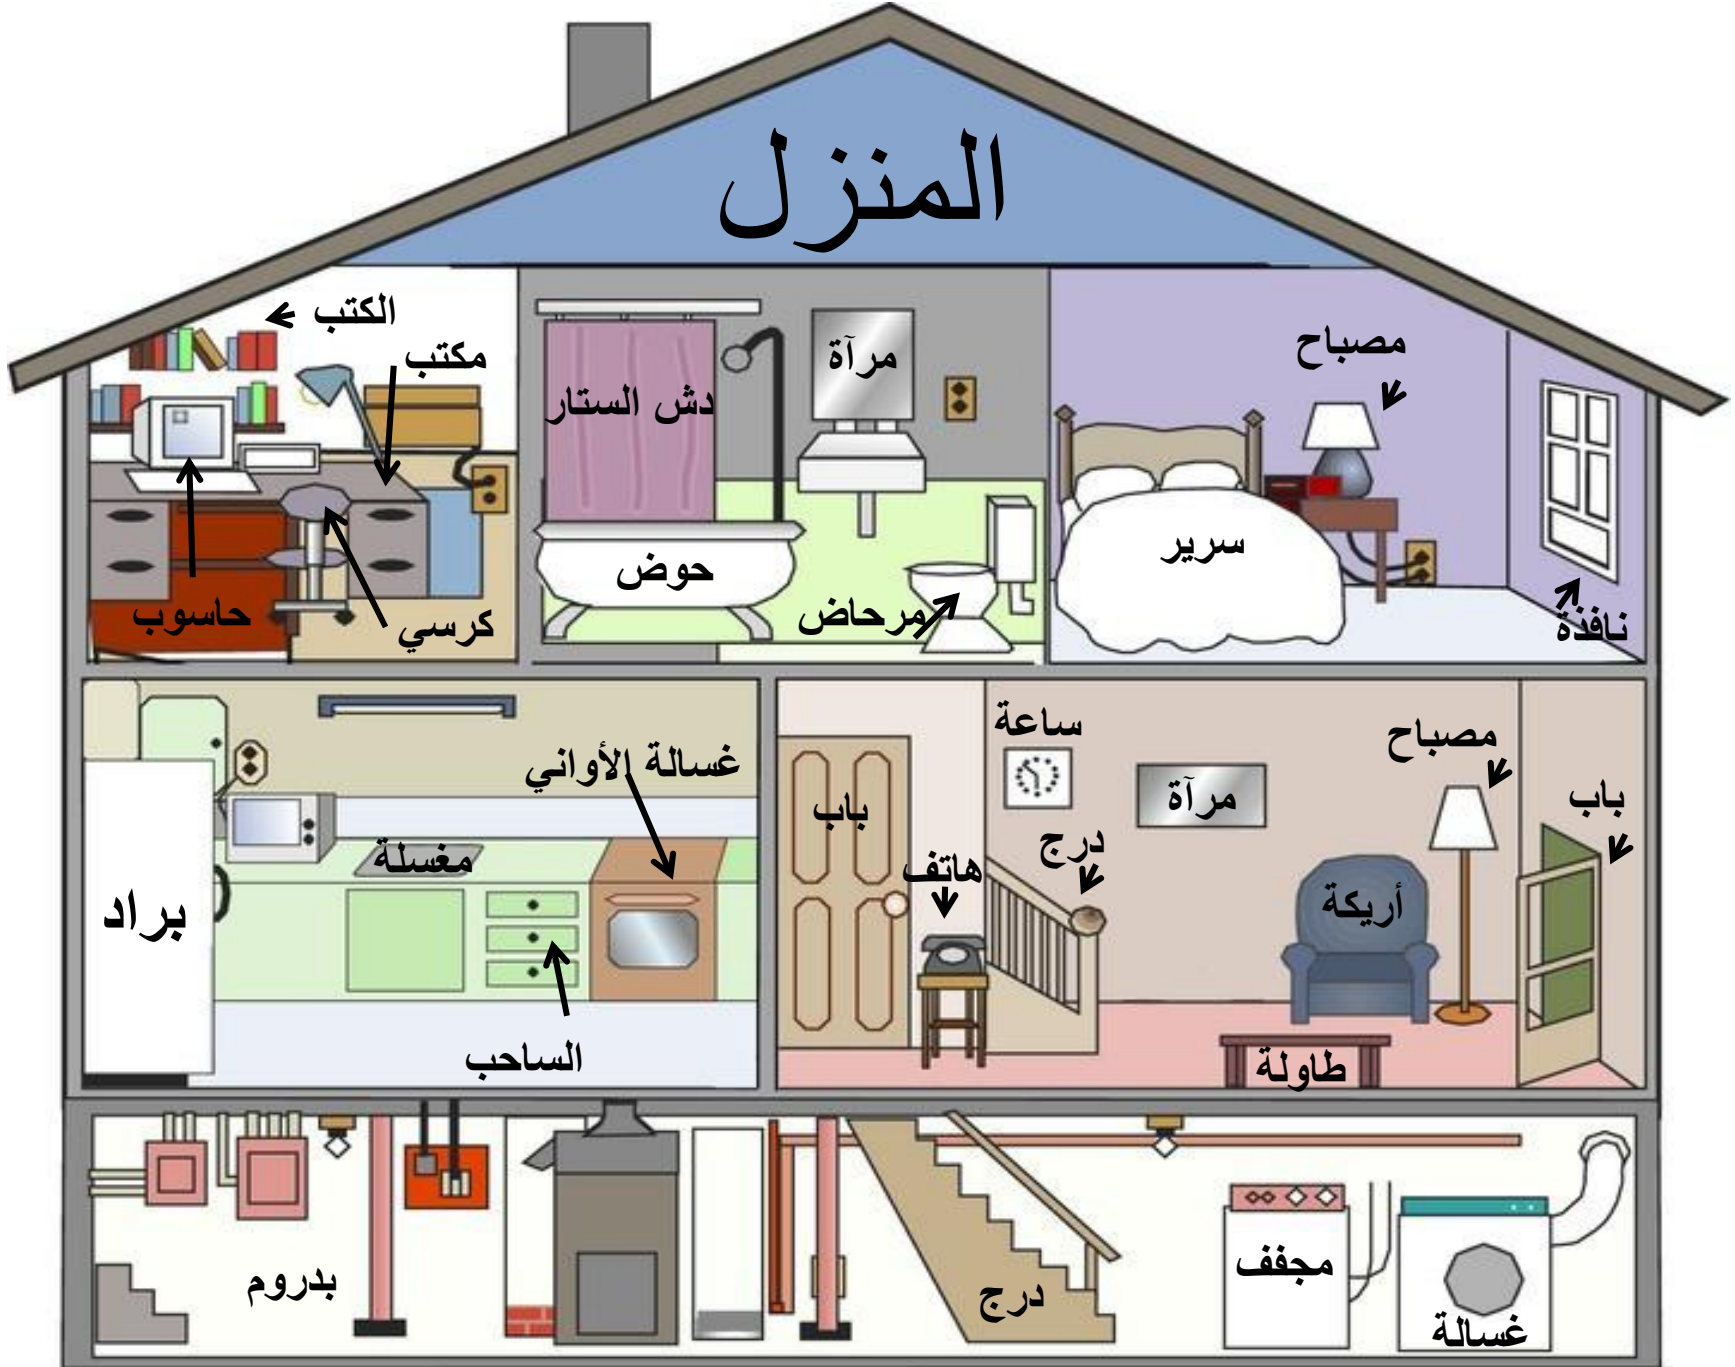 المنزل
الكتب
مكتب
حاسوب
كرسي
دش الستار
مرآة
حوض
مرحاض
مصباح
سرير
نافذة
غسالة الأواني
مغسلة
براد
الساحب
ساعة
باب
هاتف
درج
مرآة
مصباح
باب
أريكة
طاولة
بدروم
درج
مجفف
غسالة